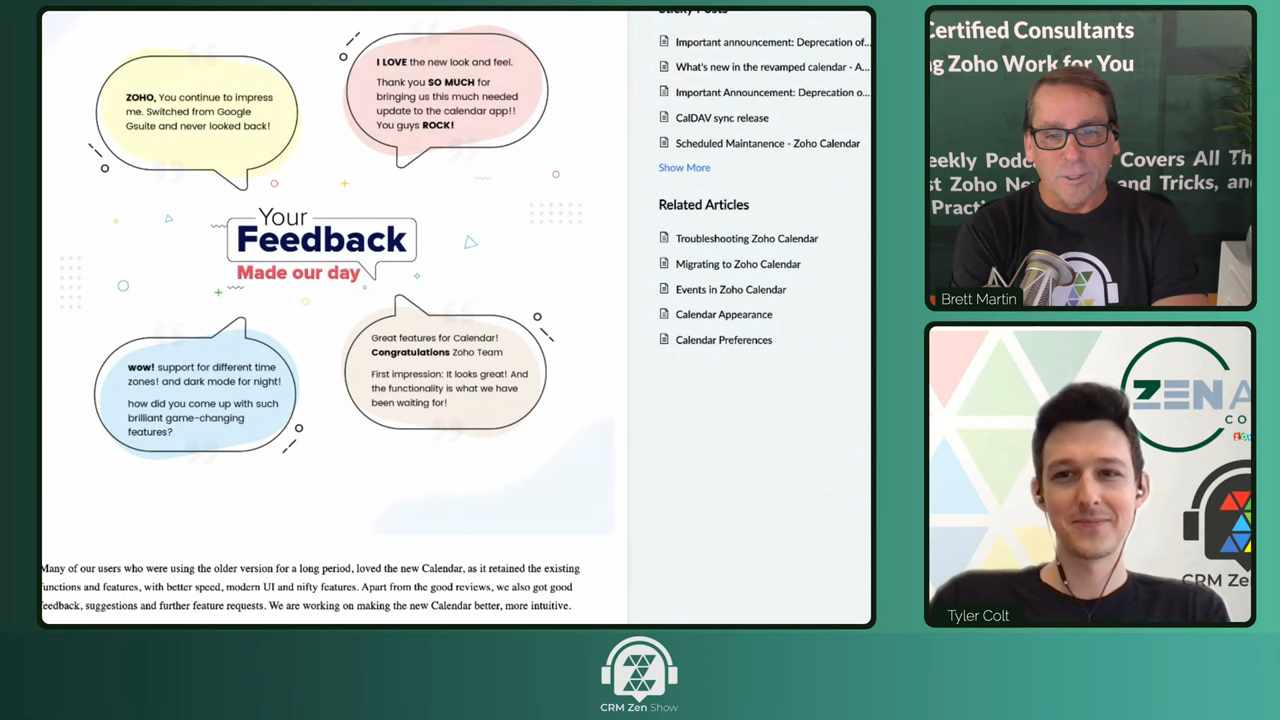 ZOHO, You continue to impress
me. Switched from Google
Gsuite and never looked back!
I LOVE the new look and feel.
Thank you SO MUCH for
bringing us this much needed
update to the calendar app!!
You guys ROCK!
Your
Feedback
Made our day
wow! support for different time
zones! and dark mode for night!
how did you come up with such
brilliant game-changing
features?
Great features for Calendar!
Congratulations Zoho Team
First impression: It looks great! And
the functionality is what we have
been waiting for!
Many of our users who were using the older version for a long period, loved the new Calendar, as it retained the existing
functions and features, with better speed, modern UI and nifty features. Apart from the good reviews, we also got good
feedback, suggestions and further feature requests. We are working on making the new Calendar better, more intuitive.
Sticky Posts
Important announcement: Deprecation of...
What's new in the revamped calendar - A...
Important Announcement: Deprecation o...
CalDAV sync release
Scheduled Maintanence - Zoho Calendar
Show More
Related Articles
Troubleshooting Zoho Calendar
Migrating to Zoho Calendar
Events in Zoho Calendar
Calendar Appearance
Calendar Preferences
Certified Consultants
g Zoho Work for You
eekly Podc Covers All Th
st Zoho Ne and Tricks, an
Practi
Brett Martin
ZEN A
CO
CRM Ze
Tyler Colt
CRM Zen Show